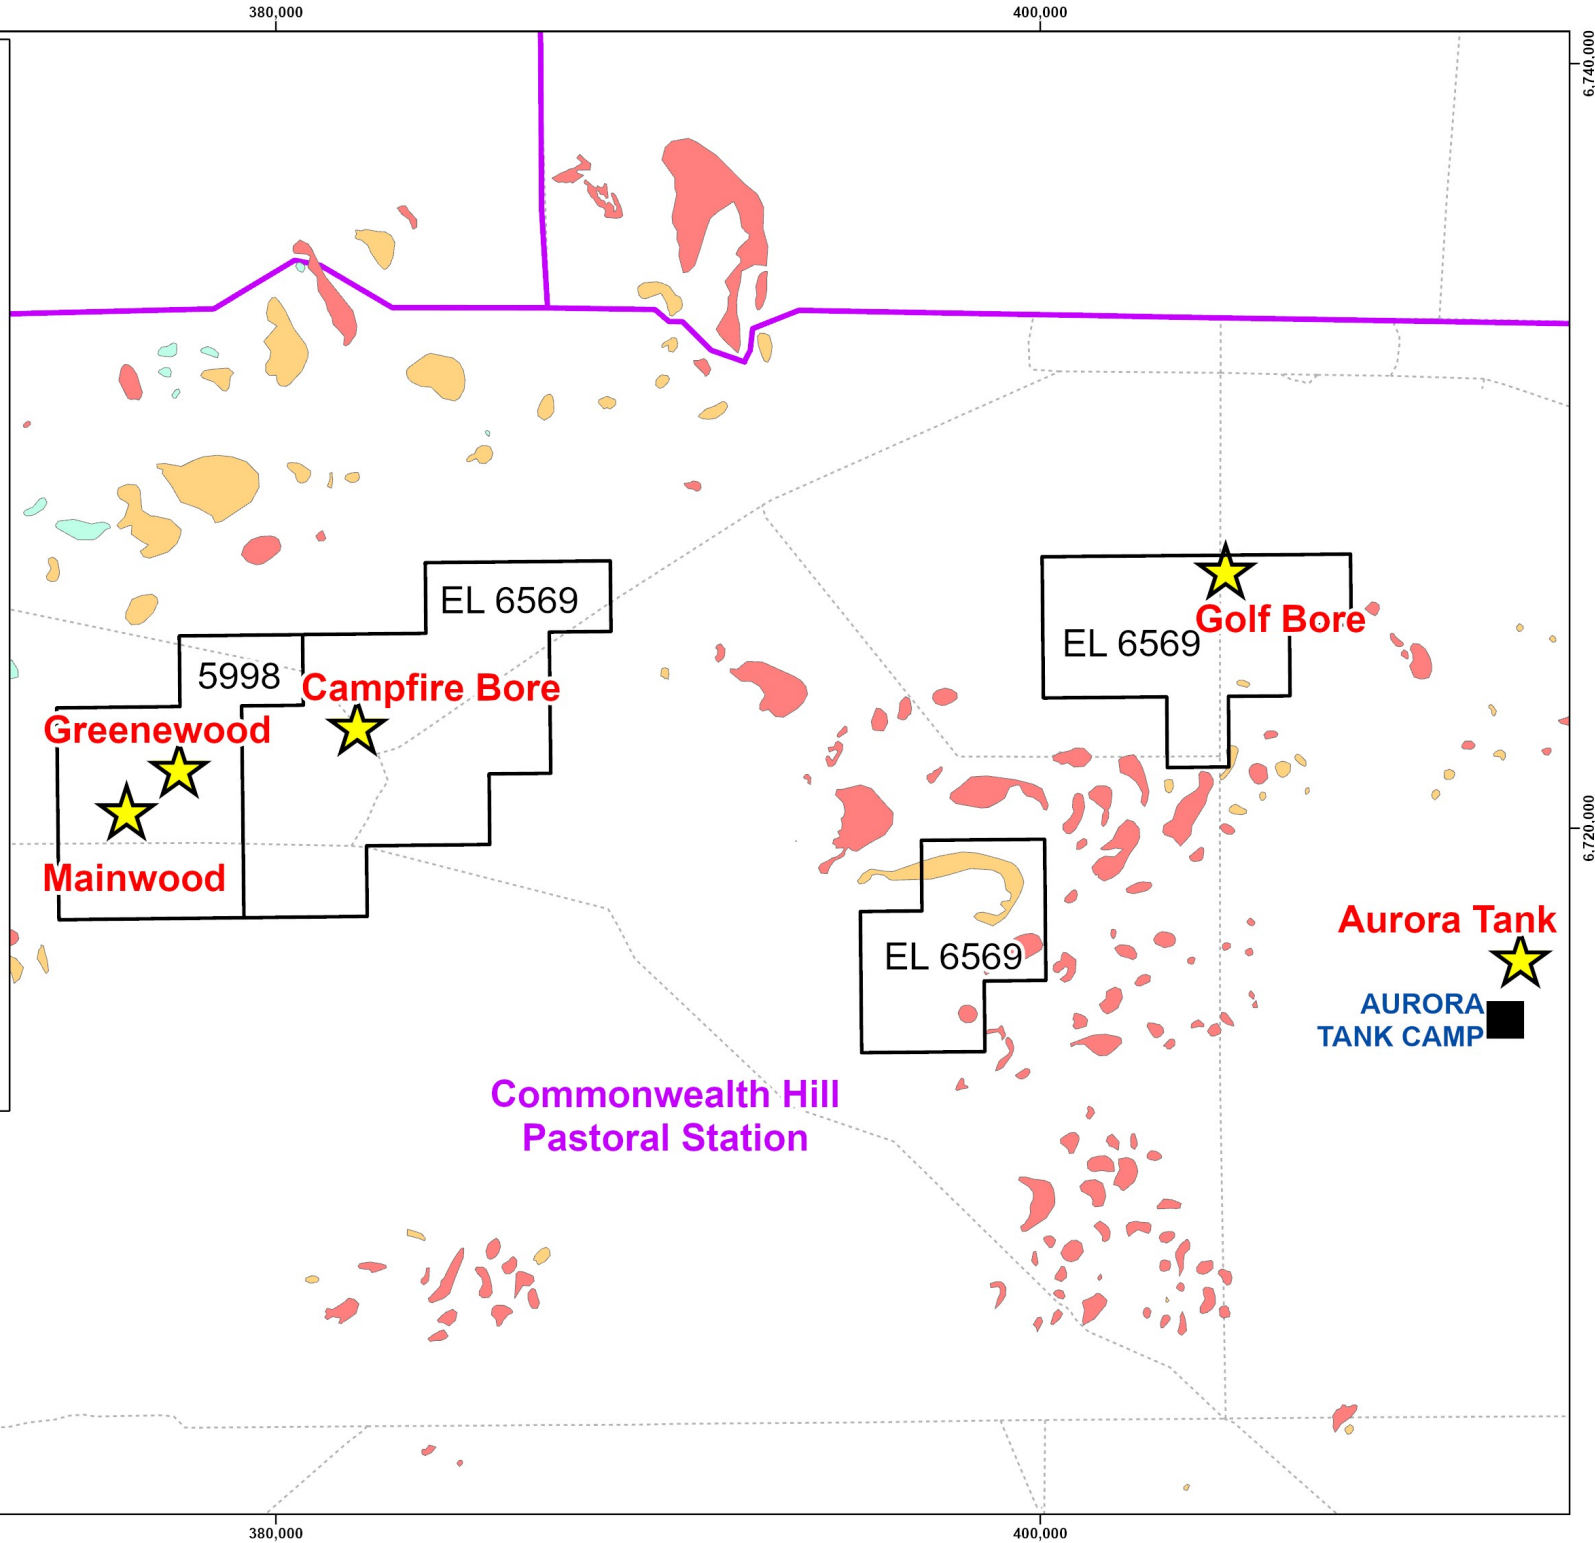 380,000
400,000
6,740,000
EL 6569
Golf Bore
EL 6569
5998
Campfire Bore
Greenewood
6,720,000
Mainwood
Aurora Tank
EL 6569
AURORA
TANK CAMP
Commonwealth Hill
Pastoral Station
380,000
400,000